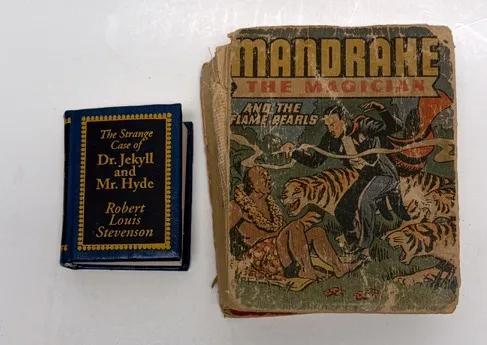 The Strange
Case of
Dr. Jekyll
and
Mr. Hyde
Robert
Louis
Stevenson
MANDRAKE
THE MAGICIAN
AND THE
FLAME PEARLS